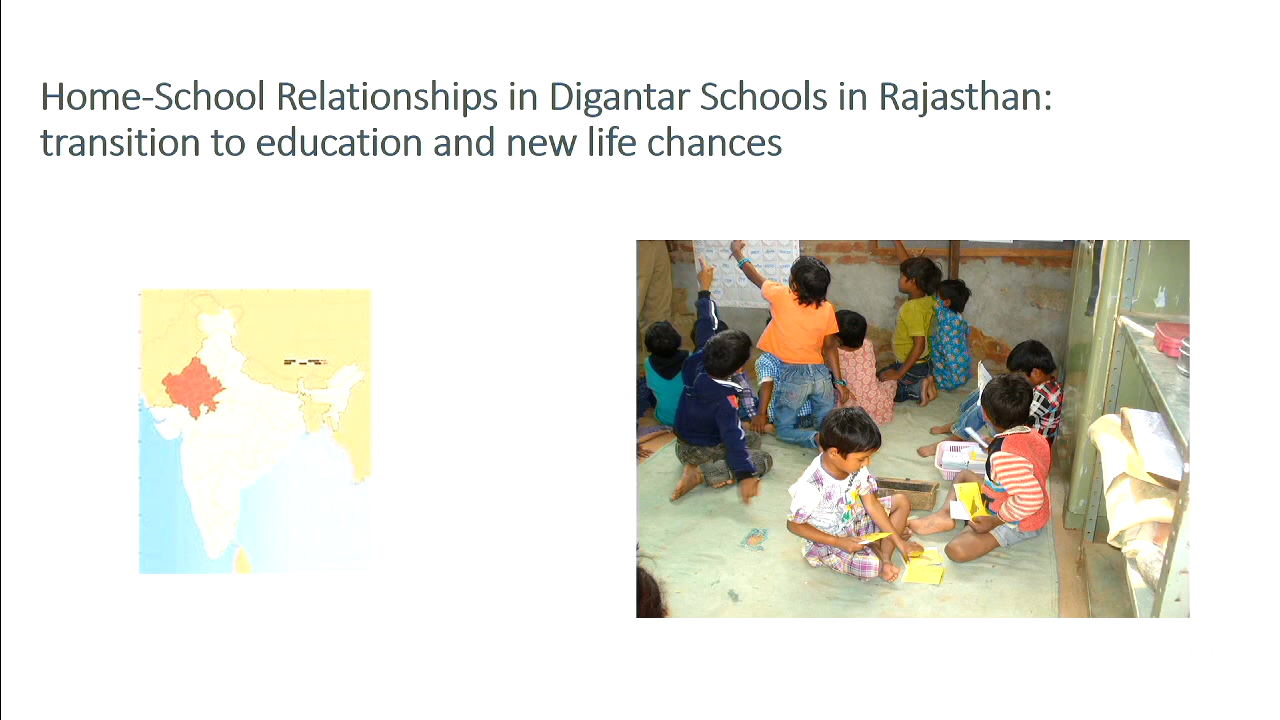 Home-School Relationships in Digantar Schools in Rajasthan:
transition to education and new life chances